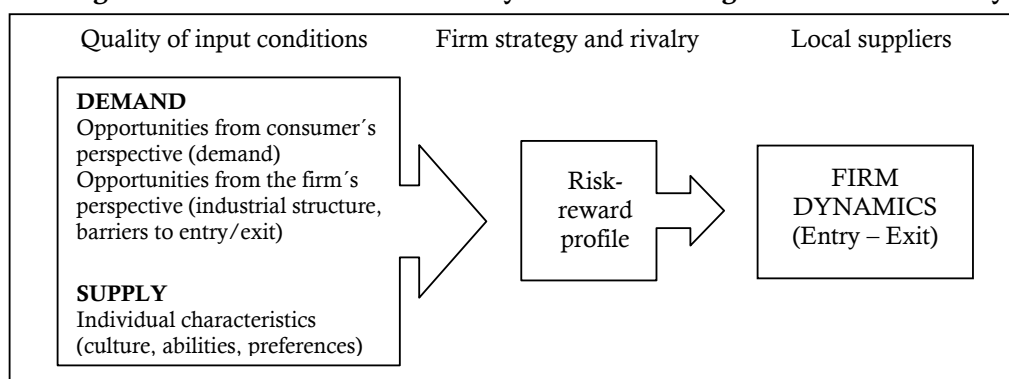 Quality of input conditions
Firm strategy and rivalry
Local suppliers
DEMAND
Opportunities from consumer´s
perspective (demand)
Opportunities from the firm´s
perspective (industrial structure,
barriers to entry/exit)
SUPPLY
Individual characteristics
(culture, abilities, preferences)
Risk-
reward
profile
FIRM
DYNAMICS
(Entry – Exit)